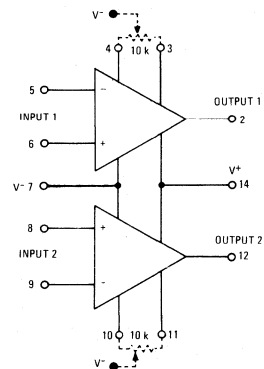 V⁻
4 10 k 3
5 −
OUTPUT 1
2
INPUT 1
6 +
V⁺
V⁻ 7
14
8 +
OUTPUT 2
INPUT 2
12
9 −
10 10 k 11
V⁻